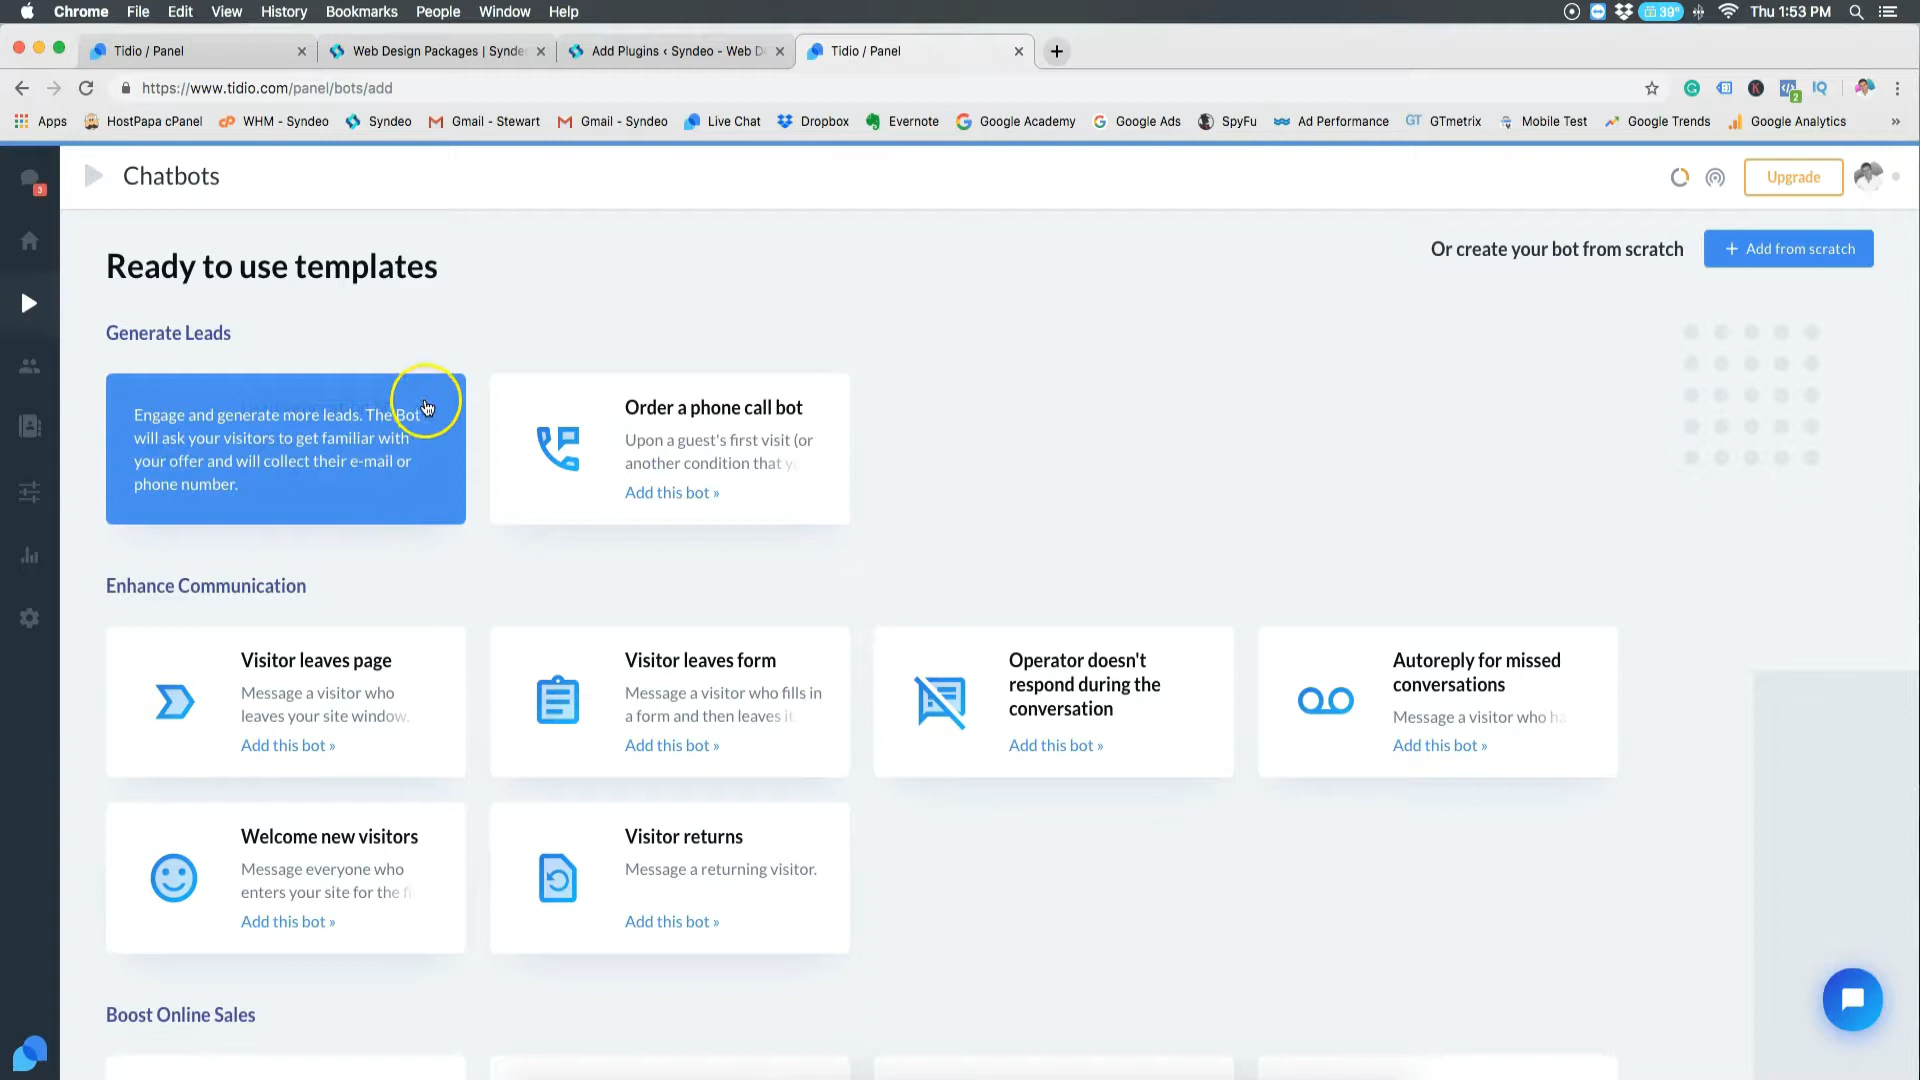 Chrome File Edit View History Bookmarks People Window Help
39° Thu 1:53 PM
Tidio / Panel
Web Design Packages | Synde
Add Plugins ‹ Syndeo - Web D
Tidio / Panel
https://www.tidio.com/panel/bots/add
2
IQ
Apps
HostPapa cPanel
WHM - Syndeo
Syndeo
Gmail - Stewart
Gmail - Syndeo
Live Chat
Dropbox
Evernote
Google Academy
Google Ads
SpyFu
Ad Performance
GT GTmetrix
Mobile Test
Google Trends
Google Analytics
»
3
Chatbots
Upgrade
Ready to use templates
Or create your bot from scratch
+ Add from scratch
Generate Leads
Engage and generate more leads. The Bot
will ask your visitors to get familiar with
your offer and will collect their e-mail or
phone number.
Order a phone call bot
Upon a guest's first visit (or
another condition that y
Add this bot »
Enhance Communication
Visitor leaves page
Message a visitor who
leaves your site window.
Add this bot »
Visitor leaves form
Message a visitor who fills in
a form and then leaves it.
Add this bot »
Operator doesn't
respond during the
conversation
Add this bot »
Autoreply for missed
conversations
Message a visitor who ha
Add this bot »
Welcome new visitors
Message everyone who
enters your site for the fi
Add this bot »
Visitor returns
Message a returning visitor.
Add this bot »
Boost Online Sales